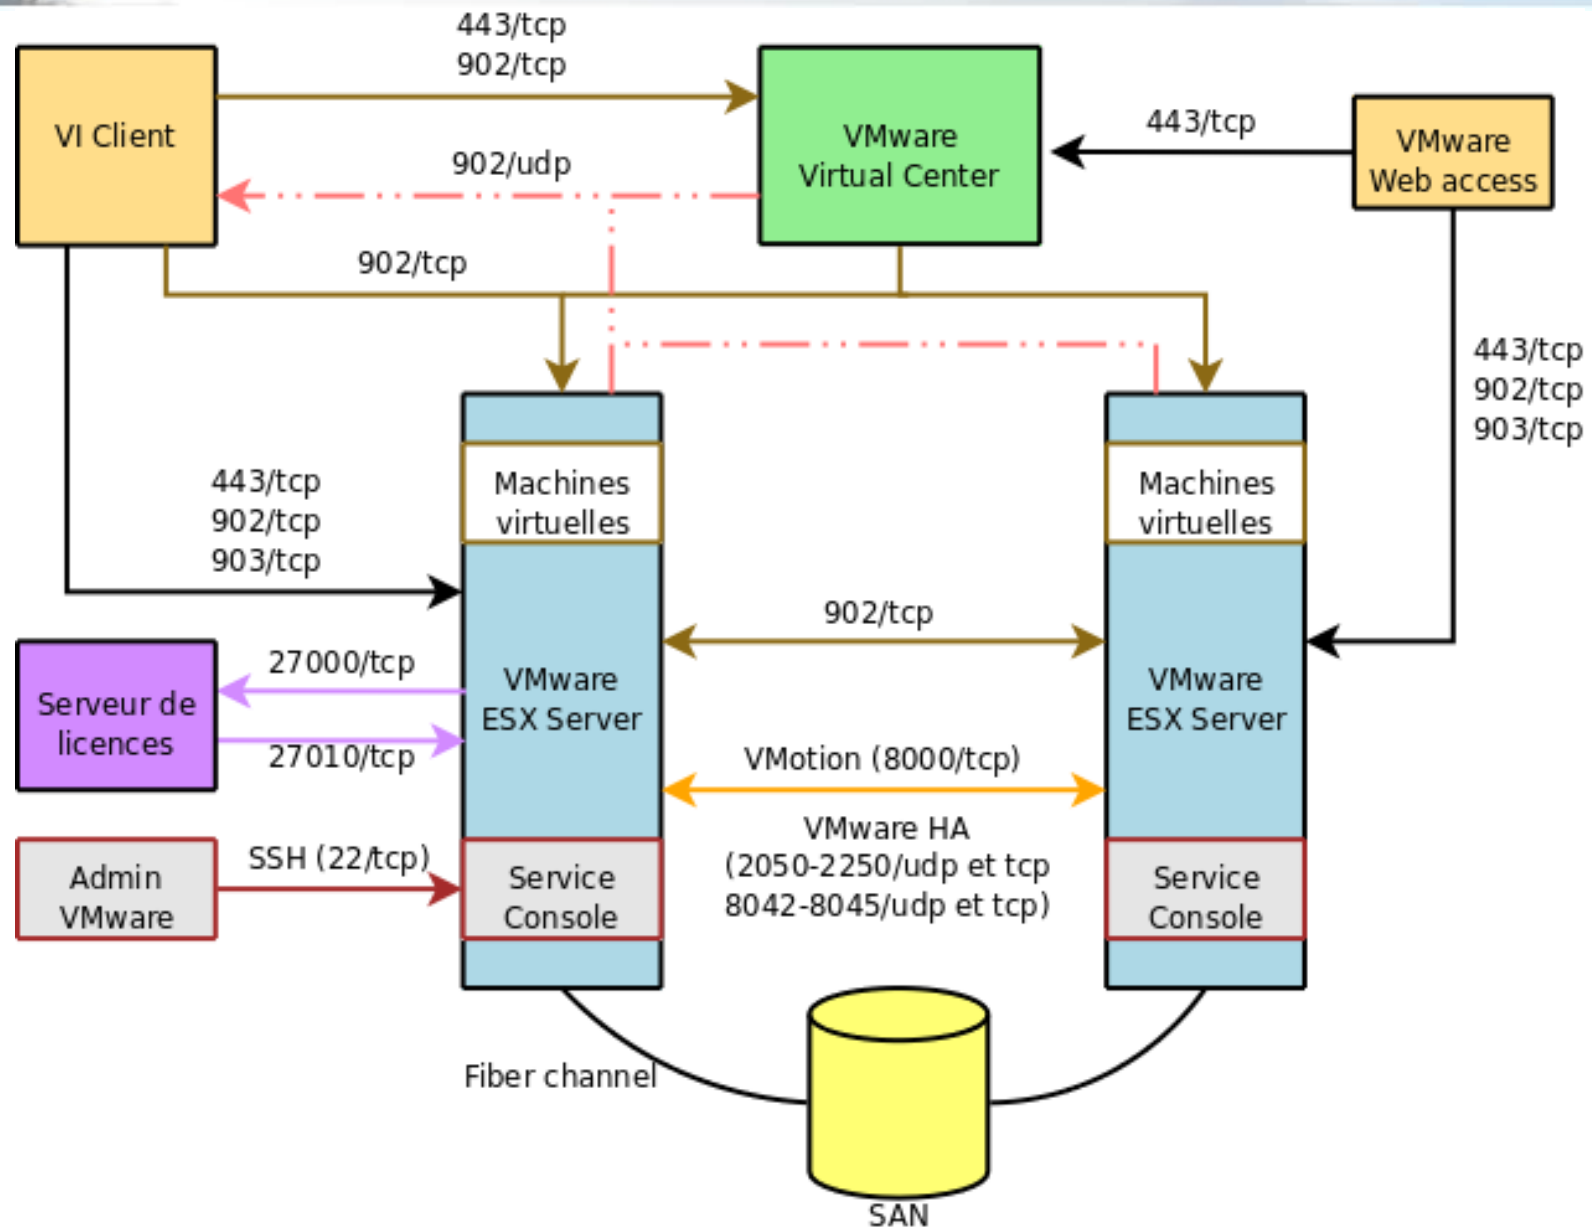 443/tcp
902/tcp
VI Client
VMware
Virtual Center
443/tcp
VMware
Web access
902/udp
902/tcp
443/tcp
902/tcp
903/tcp
443/tcp
902/tcp
903/tcp
Machines
virtuelles
Machines
virtuelles
902/tcp
27000/tcp
Serveur de
licences
27010/tcp
VMware
ESX Server
VMware
ESX Server
VMotion (8000/tcp)
VMware HA
(2050-2250/udp et tcp
8042-8045/udp et tcp)
Admin
VMware
SSH (22/tcp)
Service
Console
Service
Console
Fiber channel
SAN